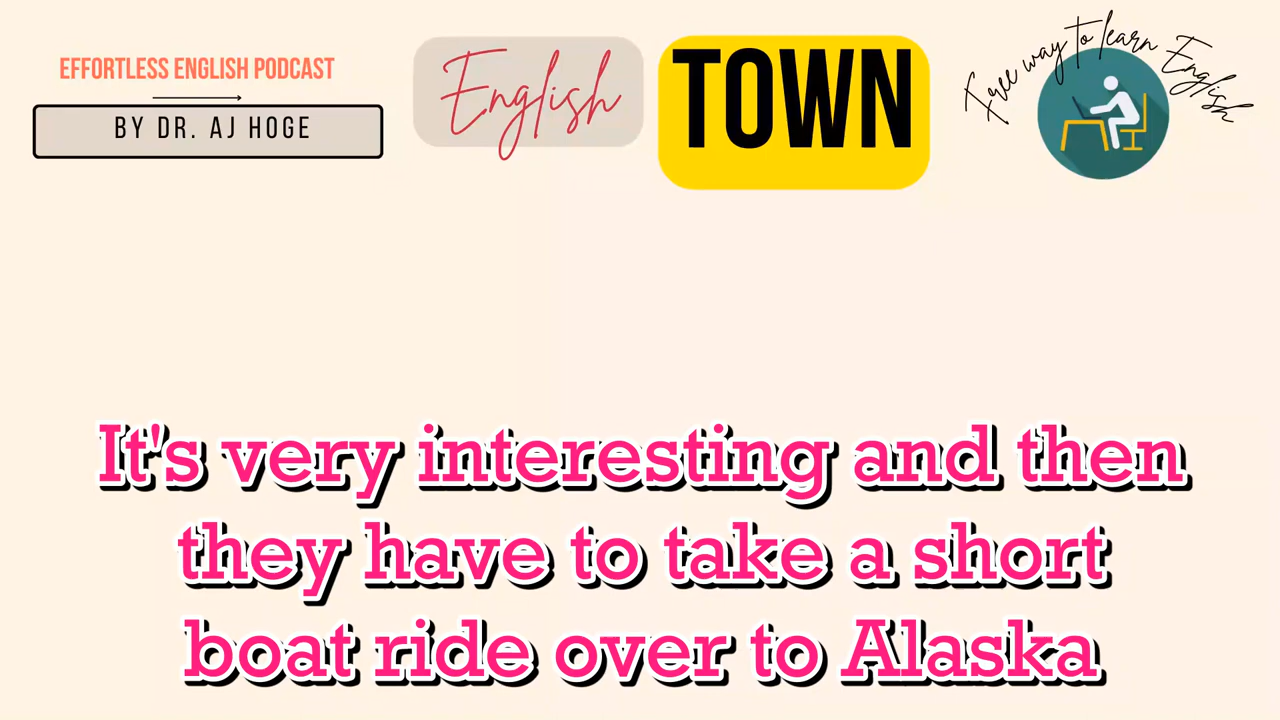 EFFORTLESS ENGLISH PODCAST
BY DR. AJ HOGE
English
TOWN
Free way to learn English
It's very interesting and then
they have to take a short
boat ride over to Alaska